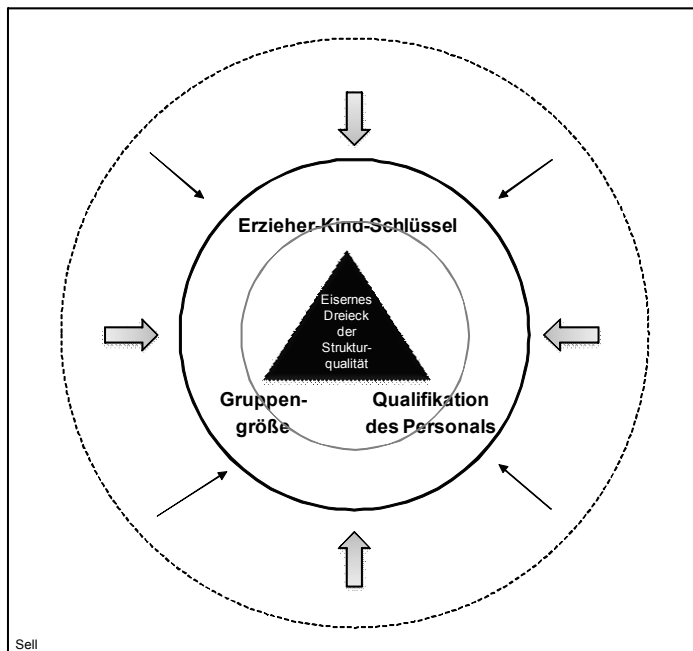 Erzieher-Kind-Schlüssel
Eisernes
Dreieck
der
Struktur-
qualität
Gruppen-
größe
Qualifikation
des Personals
Sell